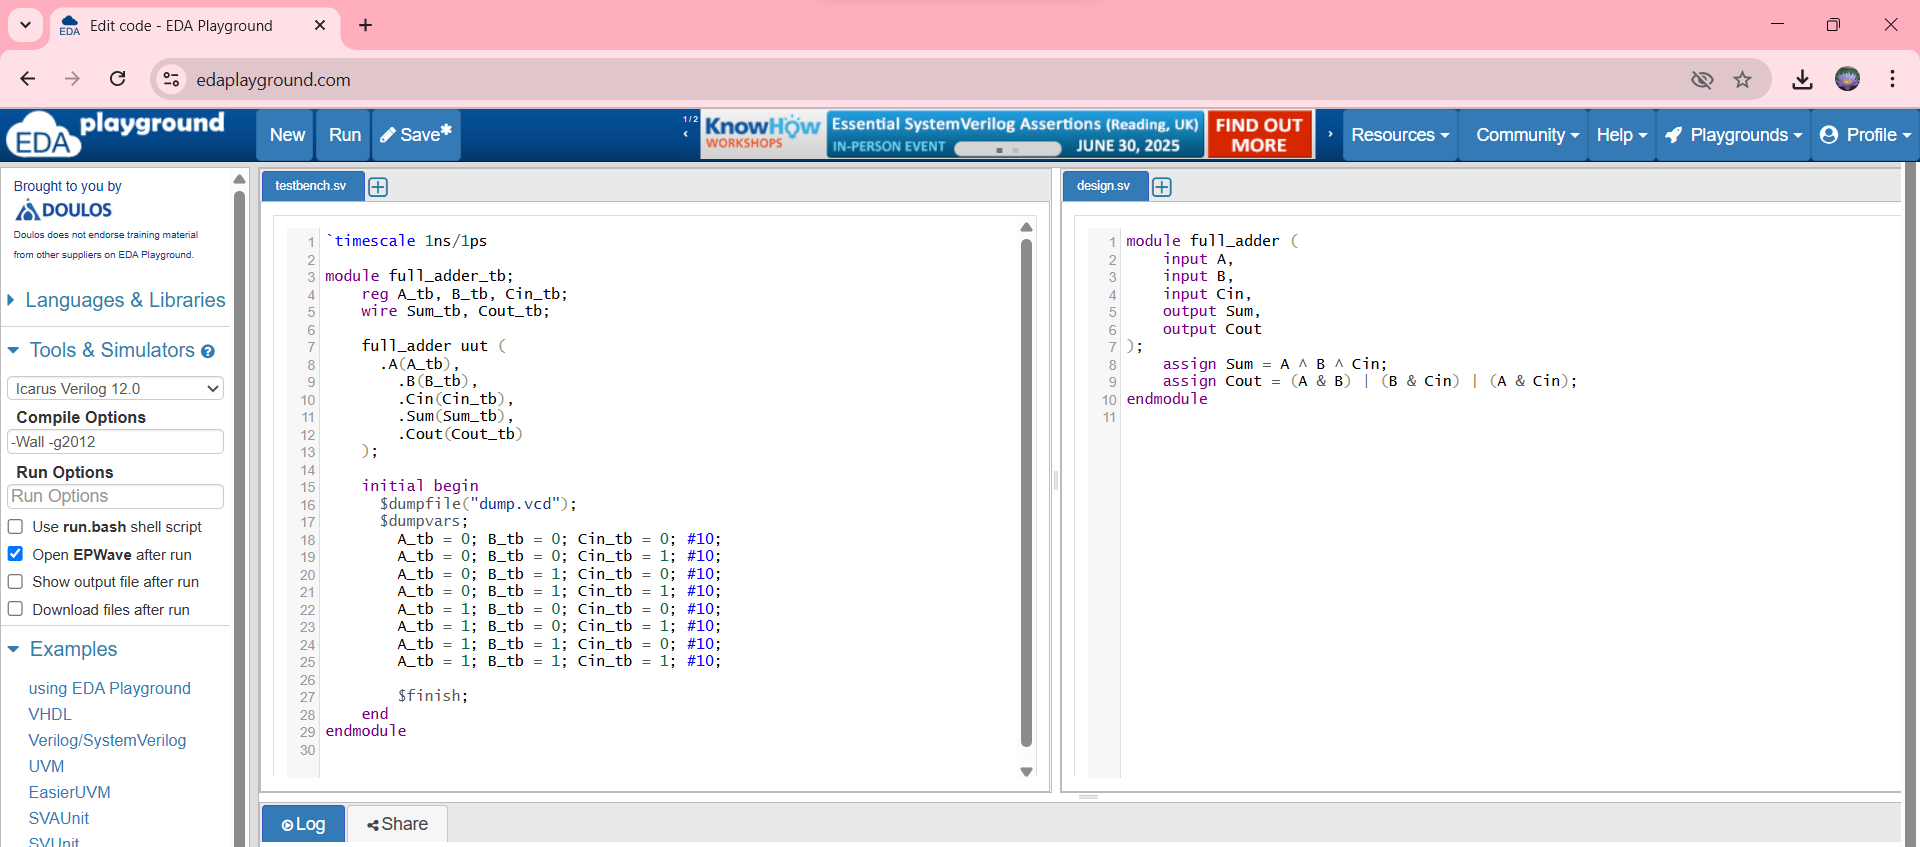 Edit code - EDA Playground
edaplayground.com
EDA playground
New
Run
Save*
1/2
KnowHow
WORKSHOPS
Essential SystemVerilog Assertions (Reading, UK)
IN-PERSON EVENT
JUNE 30, 2025
FIND OUT
MORE
Resources
Community
Help
Playgrounds
Profile
Brought to you by
DOULOS
Doulos does not endorse training material
from other suppliers on EDA Playground.
Languages & Libraries
Tools & Simulators ?
Icarus Verilog 12.0
Compile Options
-Wall -g2012
Run Options
Run Options
Use run.bash shell script
Open EPWave after run
Show output file after run
Download files after run
Examples
using EDA Playground
VHDL
Verilog/SystemVerilog
UVM
EasierUVM
SVAUnit
SVUnit
testbench.sv
1 `timescale 1ns/1ps
2
3 module full_adder_tb;
4 reg A_tb, B_tb, Cin_tb;
5 wire Sum_tb, Cout_tb;
6
7 full_adder uut (
8 .A(A_tb),
9 .B(B_tb),
10 .Cin(Cin_tb),
11 .Sum(Sum_tb),
12 .Cout(Cout_tb)
13 );
14
15 initial begin
16 $dumpfile("dump.vcd");
17 $dumpvars;
18 A_tb = 0; B_tb = 0; Cin_tb = 0; #10;
19 A_tb = 0; B_tb = 0; Cin_tb = 1; #10;
20 A_tb = 0; B_tb = 1; Cin_tb = 0; #10;
21 A_tb = 0; B_tb = 1; Cin_tb = 1; #10;
22 A_tb = 1; B_tb = 0; Cin_tb = 0; #10;
23 A_tb = 1; B_tb = 0; Cin_tb = 1; #10;
24 A_tb = 1; B_tb = 1; Cin_tb = 0; #10;
25 A_tb = 1; B_tb = 1; Cin_tb = 1; #10;
26
27 $finish;
28 end
29 endmodule
30
design.sv
1 module full_adder (
2 input A,
3 input B,
4 input Cin,
5 output Sum,
6 output Cout
7 );
8 assign Sum = A ^ B ^ Cin;
9 assign Cout = (A & B) | (B & Cin) | (A & Cin);
10 endmodule
11
Log
Share